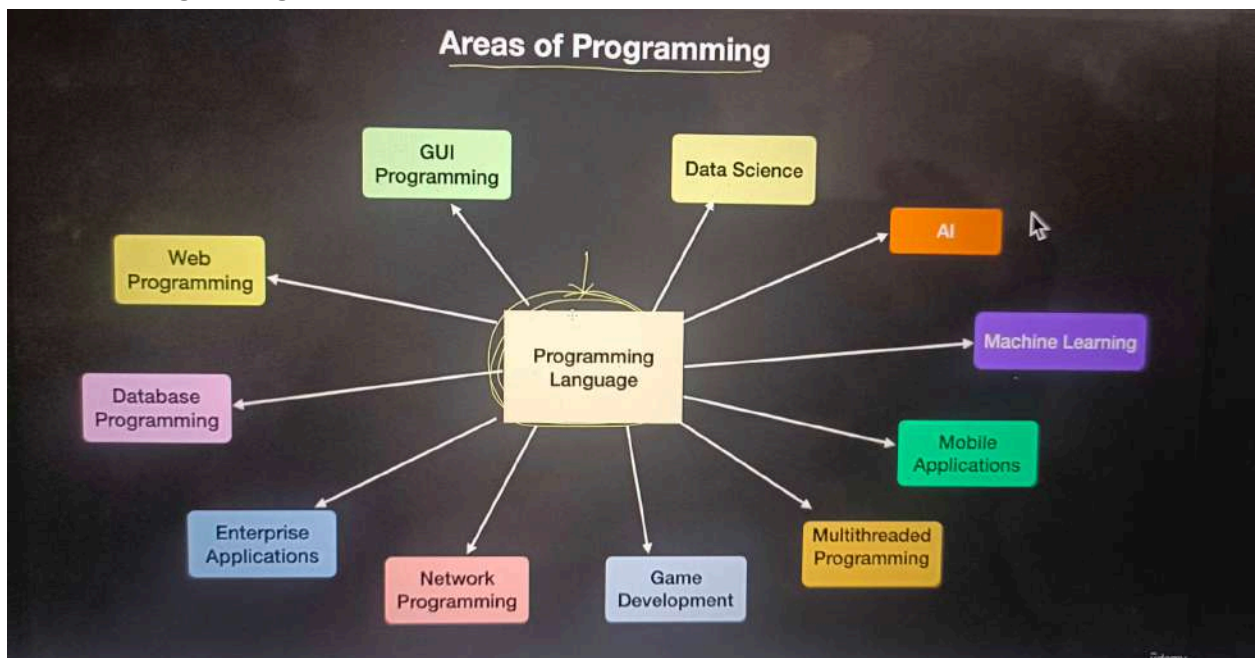 Areas of Programming
GUI
Programming
Data Science
AI
Web
Programming
Programming
Language
Machine Learning
Database
Programming
Mobile
Applications
Enterprise
Applications
Multithreaded
Programming
Network
Programming
Game
Development